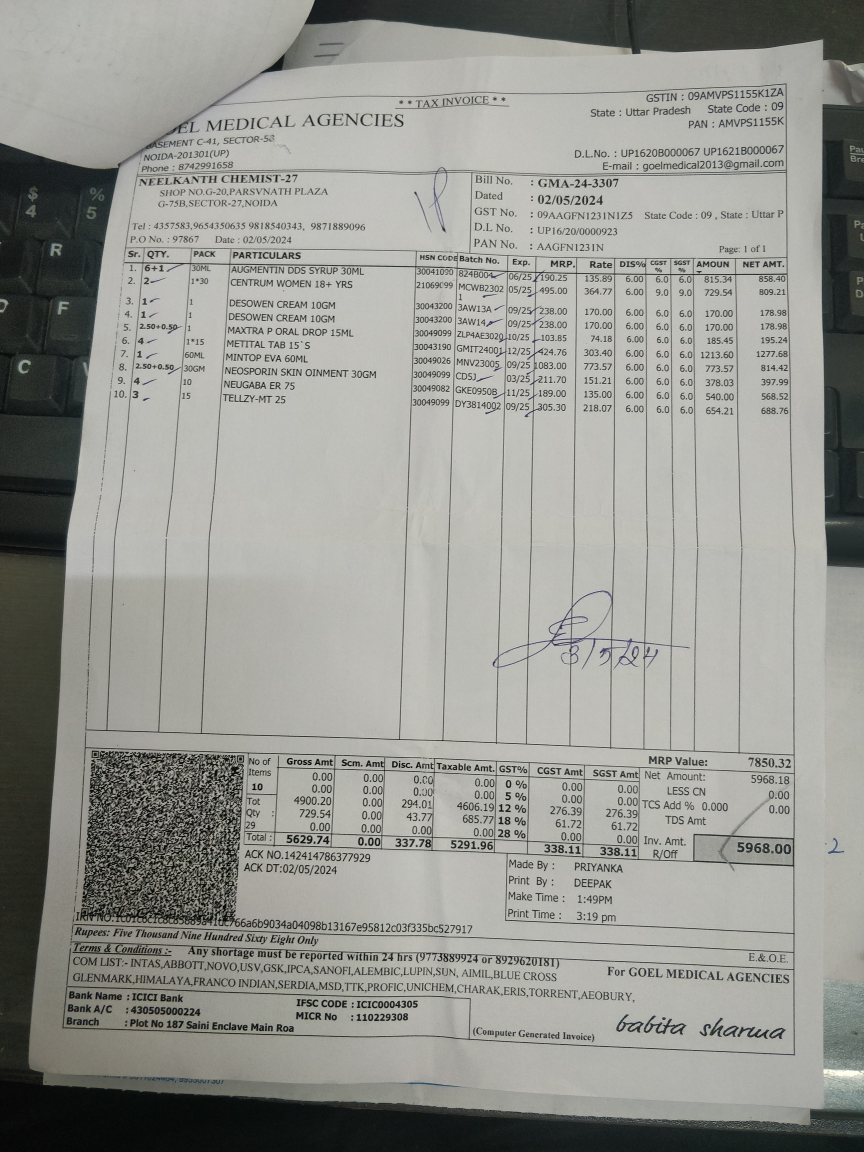 * * TAX INVOICE * *
GSTIN : 09AMVPS1155K1ZA
State : Uttar Pradesh State Code : 09
PAN : AMVPS1155K
GOEL MEDICAL AGENCIES
BASEMENT C-41, SECTOR-58
NOIDA-201301(UP)
Phone : 8742991658
D.L.No. : UP1620B000067 UP1621B000067
E-mail : goelmedical2013@gmail.com
NEELKANTH CHEMIST-27
SHOP NO.G-20,PARSVNATH PLAZA
G-75B,SECTOR-27,NOIDA
Tel : 4357583,9654350635 9818540343, 9871889096
P.O No. : 97867 Date : 02/05/2024
Bill No. : GMA-24-3307
Dated : 02/05/2024
GST No. : 09AAGFN1231N1Z5 State Code : 09 , State : Uttar P
D.L No. : UP16/20/0000923
PAN No. : AAGFN1231N Page: 1 of 1
Sr. QTY. PACK PARTICULARS HSN CODE Batch No. Exp. MRP. Rate DIS% CGST % SGST % AMOUN NET AMT.
1. 6+1 30ML AUGMENTIN DDS SYRUP 30ML 30041090 824B004 06/25 190.25 135.89 6.00 6.0 6.0 815.34 858.40
2. 2 1*30 CENTRUM WOMEN 18+ YRS 21069099 MCWB2302 1 05/25 495.00 364.77 6.00 9.0 9.0 729.54 809.21
3. 1 1 DESOWEN CREAM 10GM 30043200 3AW13A 09/25 238.00 170.00 6.00 6.0 6.0 170.00 178.98
4. 1 1 DESOWEN CREAM 10GM 30043200 3AW14 09/25 238.00 170.00 6.00 6.0 6.0 170.00 178.98
5. 2.50+0.50 1 MAXTRA P ORAL DROP 15ML 30049099 ZLP4AE3020 10/25 103.85 74.18 6.00 6.0 6.0 185.45 195.24
6. 4 1*15 METITAL TAB 15`S 30043190 GMIT24001 12/25 424.76 303.40 6.00 6.0 6.0 1213.60 1277.68
7. 1 60ML MINTOP EVA 60ML 30049026 MNV23005 09/25 1083.00 773.57 6.00 6.0 6.0 773.57 814.42
8. 2.50+0.50 30GM NEOSPORIN SKIN OINMENT 30GM 30049099 CD5J 03/25 211.70 151.21 6.00 6.0 6.0 378.03 397.99
9. 4 10 NEUGABA ER 75 30049082 GKE0950B 11/25 189.00 135.00 6.00 6.0 6.0 540.00 568.52
10. 3 15 TELLZY-MT 25 30049099 DY3814002 09/25 305.30 218.07 6.00 6.0 6.0 654.21 688.76
3/5/24
MRP Value: 7850.32
No of Items 10 Tot Qty : 29
Gross Amt Scm. Amt Disc. Amt Taxable Amt. GST% CGST Amt SGST Amt
0.00 0.00 0.00 0.00 0 % 0.00 0.00
0.00 0.00 0.00 0.00 5 % 0.00 0.00
4900.20 0.00 294.01 4606.19 12 % 276.39 276.39
729.54 0.00 43.77 685.77 18 % 61.72 61.72
0.00 0.00 0.00 0.00 28 % 0.00 0.00
Total : 5629.74 0.00 337.78 5291.96 338.11 338.11
Net Amount: 5968.18
LESS CN 0.00
TCS Add % 0.000 0.00
TDS Amt
Inv. Amt. 5968.00
R/Off
ACK NO.142414786377929
ACK DT:02/05/2024
Made By : PRIYANKA
Print By : DEEPAK
Make Time : 1:49PM
Print Time : 3:19 pm
Rupees: Five Thousand Nine Hundred Sixty Eight Only
E.&.O.E.
Terms & Conditions :- Any shortage must be reported within 24 hrs (9773889924 or 8929620181)
COM LIST:- INTAS,ABBOTT,NOVO,USV,GSK,IPCA,SANOFI,ALEMBIC,LUPIN,SUN, AIMIL,BLUE CROSS
GLENMARK,HIMALAYA,FRANCO INDIAN,SERDIA,MSD,TTK,PROFIC,UNICHEM,CHARAK,ERIS,TORRENT,AEOBURY,
For GOEL MEDICAL AGENCIES
Bank Name : ICICI Bank IFSC CODE : ICIC0004305
Bank A/C : 430505000224 MICR No : 110229308
Branch : Plot No 187 Saini Enclave Main Roa
(Computer Generated Invoice)
babita sharma
$
4
%
5
R
F
C